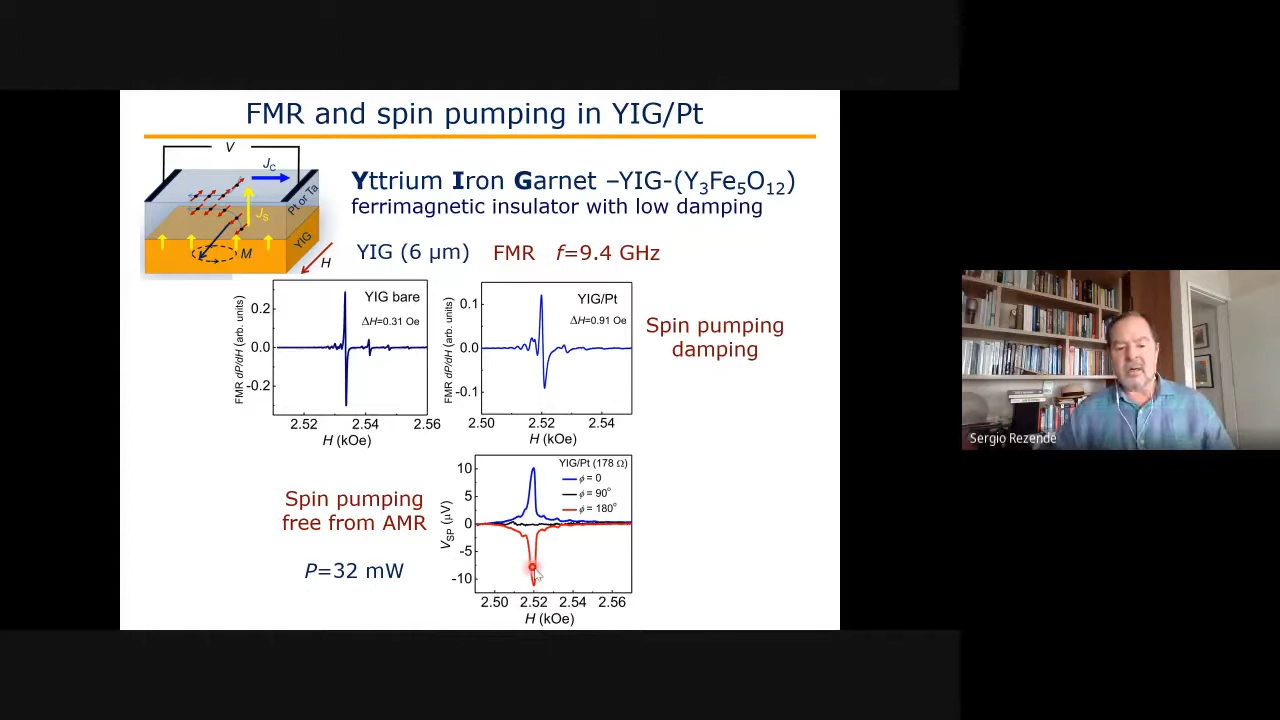 FMR and spin pumping in YIG/Pt
V
J_C
J_S
Pt or Ta
YIG
M
H
Yttrium Iron Garnet –YIG-(Y₃Fe₅O₁₂)
ferrimagnetic insulator with low damping
YIG (6 μm) FMR f=9.4 GHz
YIG bare
ΔH=0.31 Oe
FMR dP/dH (arb. units)
0.2
0.0
-0.2
2.52 2.54 2.56
H (kOe)
YIG/Pt
ΔH=0.91 Oe
FMR dP/dH (arb. units)
0.1
0.0
-0.1
2.50 2.52 2.54
H (kOe)
Spin pumping
damping
Spin pumping
free from AMR
P=32 mW
YIG/Pt (178 Ω)
ϕ = 0
ϕ = 90°
ϕ = 180°
V_SP (μV)
10
5
0
-5
-10
2.50 2.52 2.54 2.56
H (kOe)
Sergio Rezende